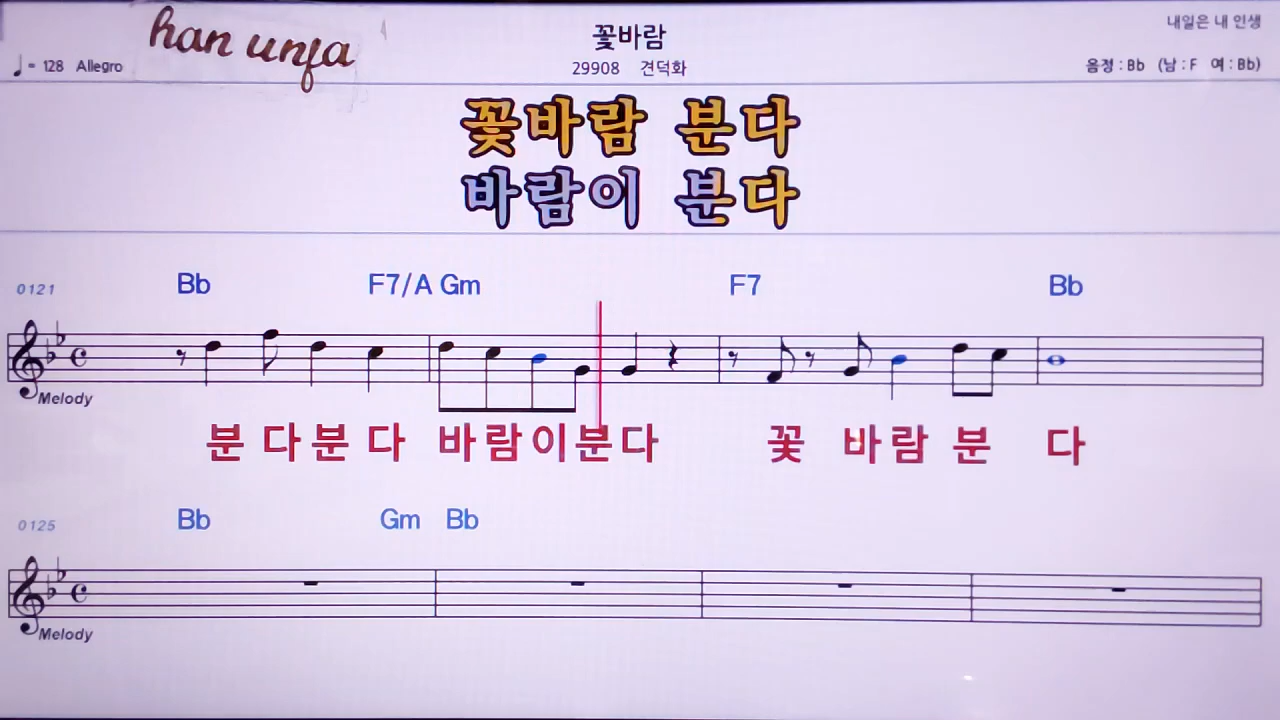 han unja
꽃바람
내일은 내 인생
♩= 128 Allegro
29908 견덕화
음정 : Bb (남 : F 여 : Bb)
꽃바람 분다
바람이 분다
0121 Bb F7/A Gm F7 Bb
Melody
분 다 분 다 바람이분다 꽃 바람 분 다
0125 Bb Gm Bb
Melody